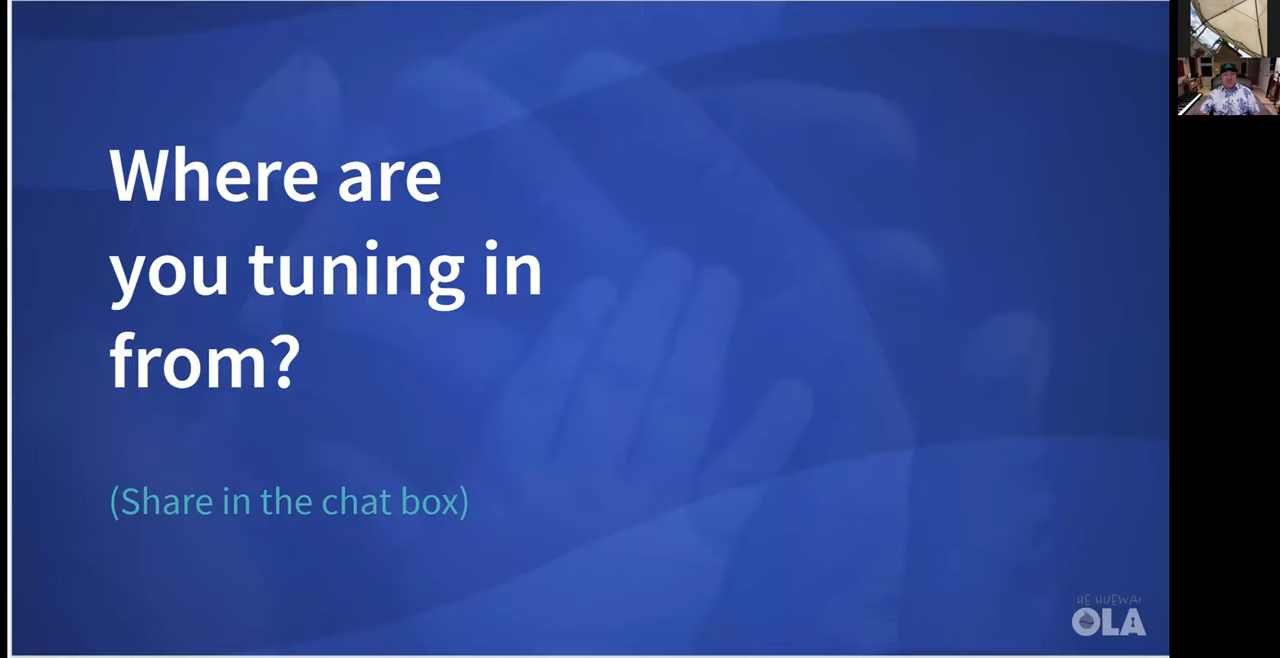 Where are
you tuning in
from?
(Share in the chat box)
HE HUEWAI
OLA